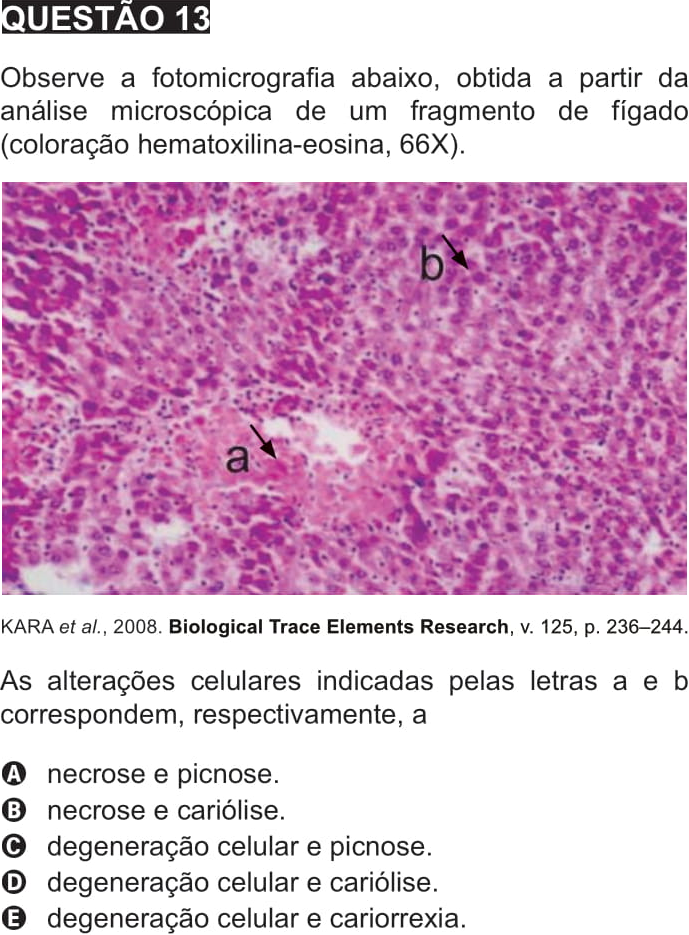 QUESTÃO 13
Observe a fotomicrografia abaixo, obtida a partir da
análise microscópica de um fragmento de fígado
(coloração hematoxilina-eosina, 66X).
b
a
KARA et al., 2008. Biological Trace Elements Research, v. 125, p. 236–244.
As alterações celulares indicadas pelas letras a e b
correspondem, respectivamente, a
A necrose e picnose.
B necrose e cariólise.
C degeneração celular e picnose.
D degeneração celular e cariólise.
E degeneração celular e cariorrexia.